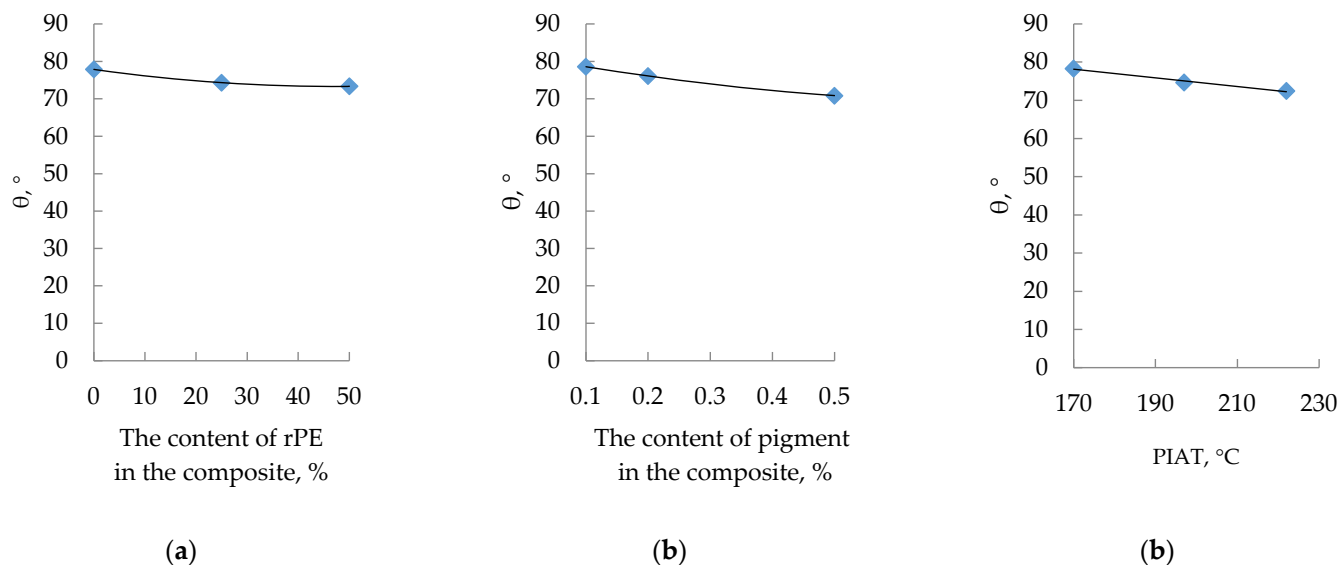 90
80
70
60
50
40
30
20
10
0
θ, °
0 10 20 30 40 50
The content of rPE
in the composite, %
(a)
90
80
70
60
50
40
30
20
10
0
θ, °
0.1 0.2 0.3 0.4 0.5
The content of pigment
in the composite, %
(b)
90
80
70
60
50
40
30
20
10
0
θ, °
170 190 210 230
PIAT, °C
(b)